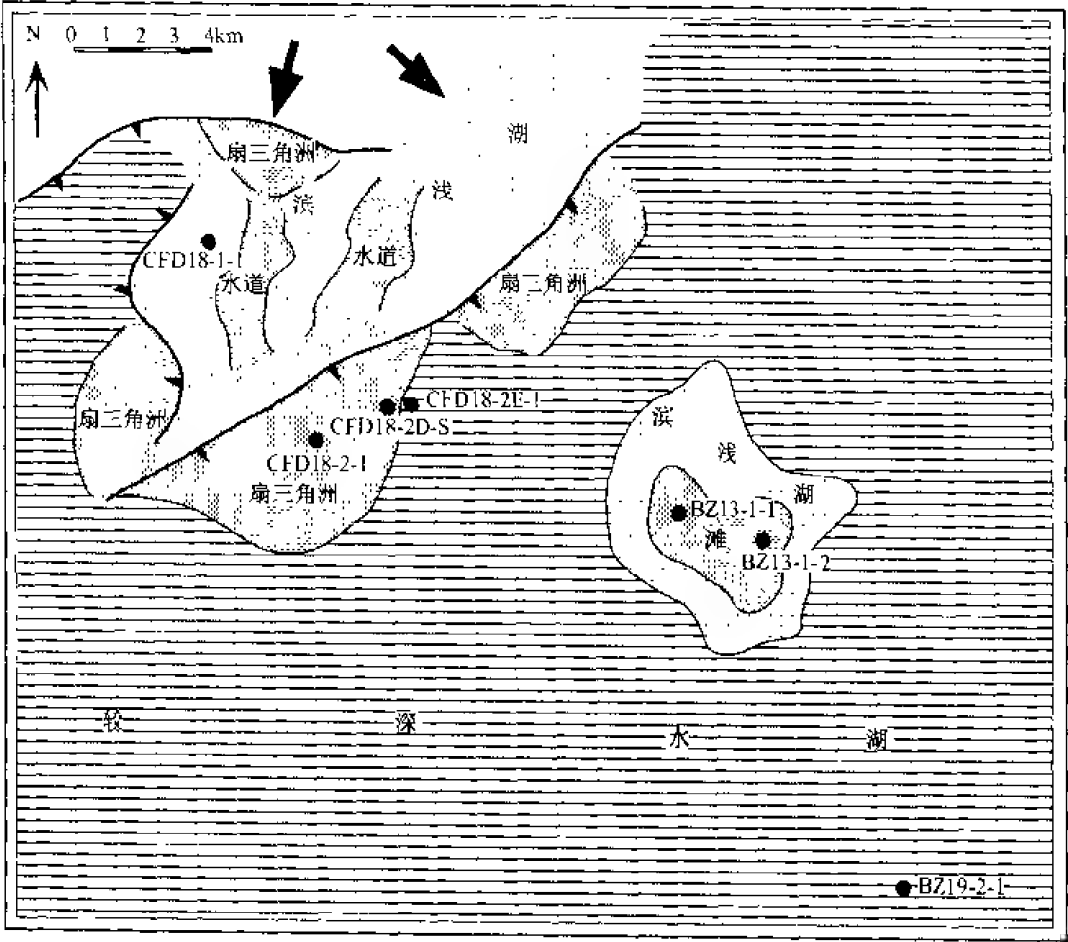 N 0 1 2 3 4km
湖
扇三角洲
浅
滨
水道
CFD18-1-1
水道
扇三角洲
扇三角洲
CFD18-2E-1
CFD18-2D-S
CFD18-2-1
扇三角洲
滨
浅
湖
BZ13-1-1
滩
BZ13-1-2
较 深 水 湖
BZ19-2-1